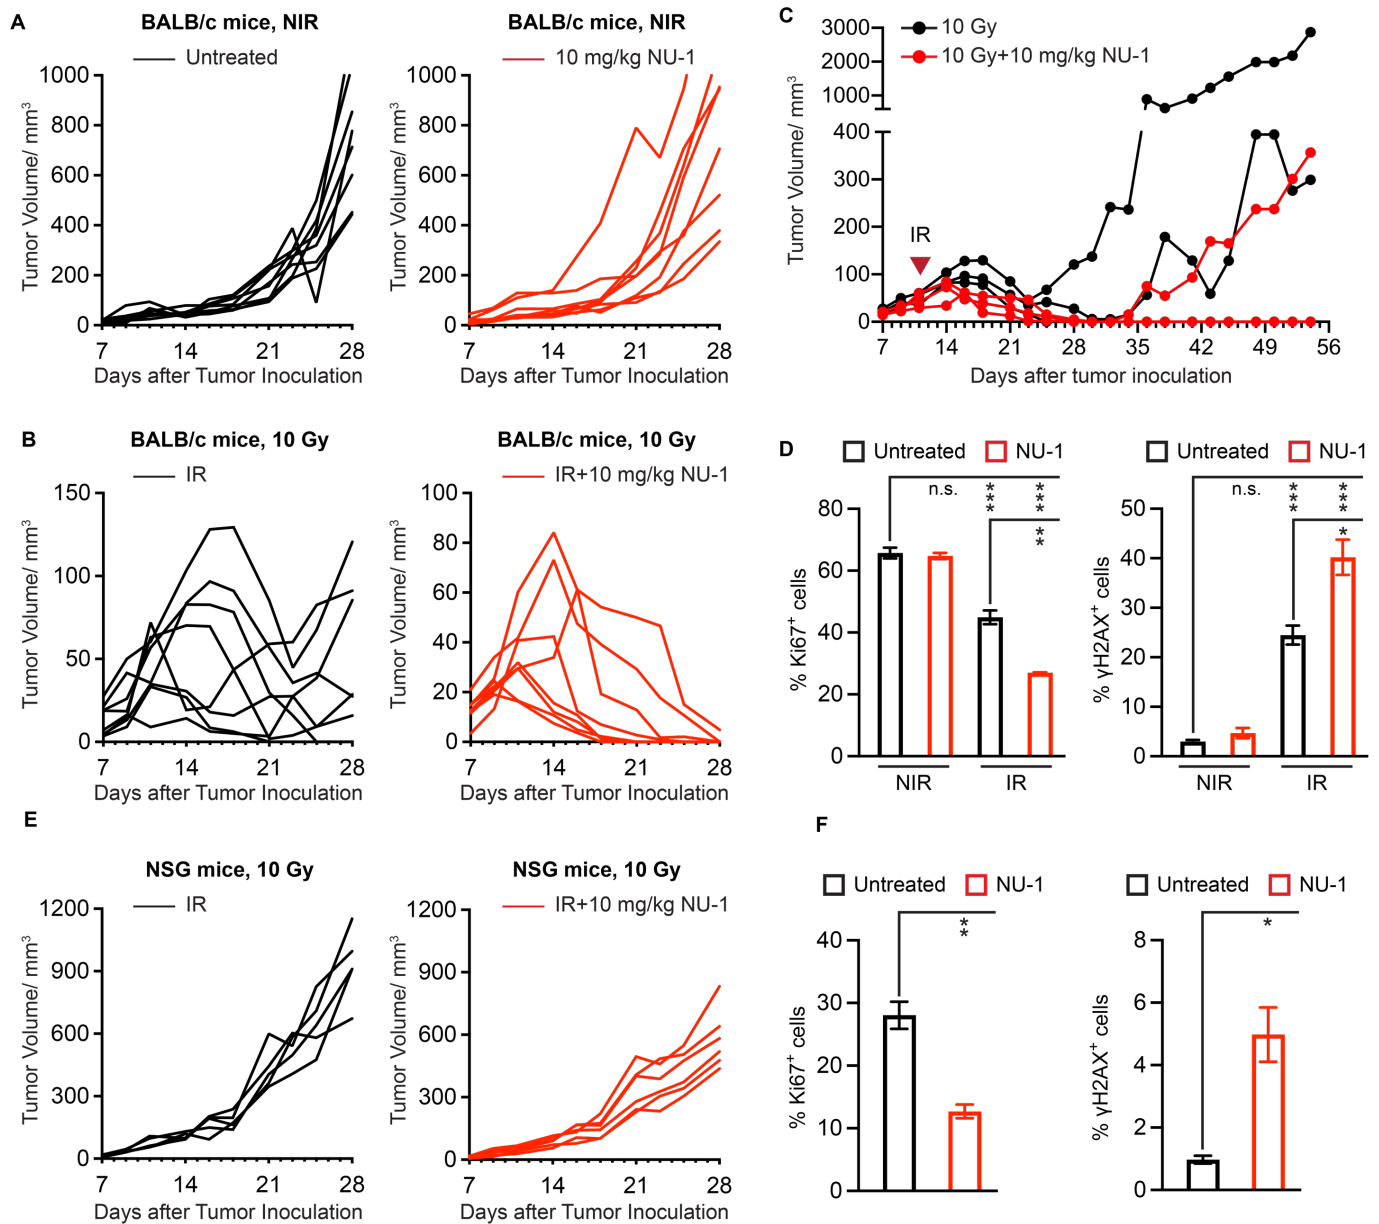 A
BALB/c mice, NIR
Untreated
Tumor Volume/ mm³
1000
800
600
400
200
0
7 14 21 28
Days after Tumor Inoculation
BALB/c mice, NIR
10 mg/kg NU-1
Tumor Volume/ mm³
1000
800
600
400
200
0
7 14 21 28
Days after Tumor Inoculation
C
10 Gy
10 Gy+10 mg/kg NU-1
Tumor Volume/ mm³
3000
2000
1000
400
300
200
100
0
IR
7 14 21 28 35 42 49 56
Days after tumor inoculation
B
BALB/c mice, 10 Gy
IR
Tumor Volume/ mm³
150
100
50
0
7 14 21 28
Days after Tumor Inoculation
BALB/c mice, 10 Gy
IR+10 mg/kg NU-1
Tumor Volume/ mm³
100
80
60
40
20
0
7 14 21 28
Days after Tumor Inoculation
D
Untreated NU-1
n.s. *** ***
**
% Ki67⁺ cells
80
60
40
20
0
NIR IR
Untreated NU-1
n.s. *** ***
*
% γH2AX⁺ cells
50
40
30
20
10
0
NIR IR
E
NSG mice, 10 Gy
IR
Tumor Volume/ mm³
1200
900
600
300
0
7 14 21 28
Days after Tumor Inoculation
NSG mice, 10 Gy
IR+10 mg/kg NU-1
Tumor Volume/ mm³
1200
900
600
300
0
7 14 21 28
Days after Tumor Inoculation
F
Untreated NU-1
**
% Ki67⁺ cells
40
30
20
10
0
Untreated NU-1
*
% γH2AX⁺ cells
8
6
4
2
0